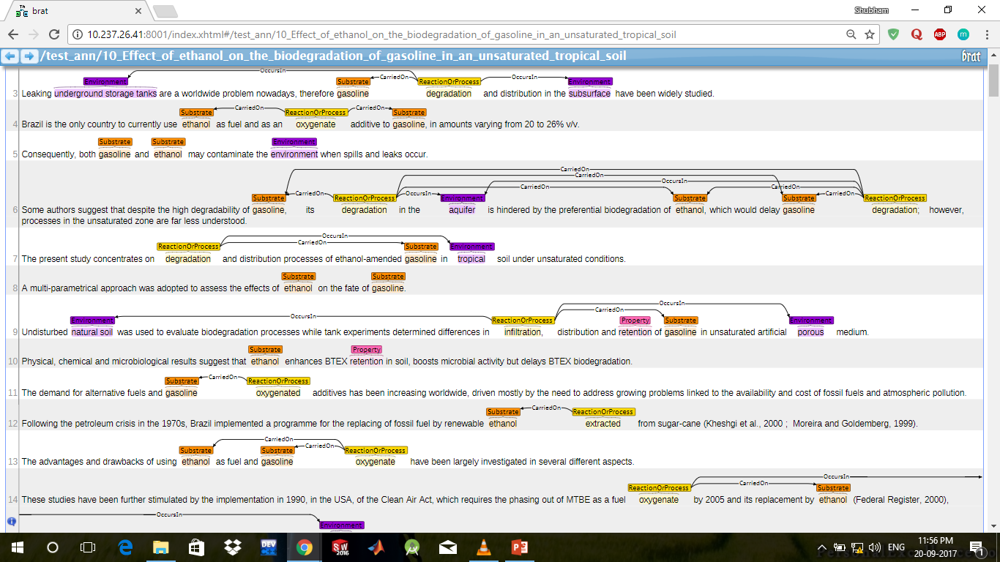 brat
Shubham
10.237.26.41:8001/index.xhtml#/test_ann/10_Effect_of_ethanol_on_the_biodegradation_of_gasoline_in_an_unsaturated_tropical_soil
ABP
m
/test_ann/10_Effect_of_ethanol_on_the_biodegradation_of_gasoline_in_an_unsaturated_tropical_soil brat
OccursIn
Environment Substrate CarriedOn ReactionOrProcess OccursIn Environment
3 Leaking underground storage tanks are a worldwide problem nowadays, therefore gasoline degradation and distribution in the subsurface have been widely studied.
Substrate CarriedOn ReactionOrProcess CarriedOn Substrate
4 Brazil is the only country to currently use ethanol as fuel and as an oxygenate additive to gasoline, in amounts varying from 20 to 26% v/v.
Substrate Substrate Environment
5 Consequently, both gasoline and ethanol may contaminate the environment when spills and leaks occur.
CarriedOn
CarriedOn
OccursIn
CarriedOn
Substrate CarriedOn ReactionOrProcess OccursIn Environment Substrate Substrate CarriedOn ReactionOrProcess
6 Some authors suggest that despite the high degradability of gasoline, its degradation in the aquifer is hindered by the preferential biodegradation of ethanol, which would delay gasoline degradation; however,
processes in the unsaturated zone are far less understood.
OccursIn
ReactionOrProcess CarriedOn Substrate Environment
7 The present study concentrates on degradation and distribution processes of ethanol-amended gasoline in tropical soil under unsaturated conditions.
Substrate Substrate
8 A multi-parametrical approach was adopted to assess the effects of ethanol on the fate of gasoline.
OccursIn
CarriedOn
Environment OccursIn ReactionOrProcess Property Substrate Environment
9 Undisturbed natural soil was used to evaluate biodegradation processes while tank experiments determined differences in infiltration, distribution and retention of gasoline in unsaturated artificial porous medium.
Substrate Property
10 Physical, chemical and microbiological results suggest that ethanol enhances BTEX retention in soil, boosts microbial activity but delays BTEX biodegradation.
Substrate CarriedOn ReactionOrProcess
11 The demand for alternative fuels and gasoline oxygenated additives has been increasing worldwide, driven mostly by the need to address growing problems linked to the availability and cost of fossil fuels and atmospheric pollution.
Substrate CarriedOn ReactionOrProcess
12 Following the petroleum crisis in the 1970s, Brazil implemented a programme for the replacing of fossil fuel by renewable ethanol extracted from sugar-cane (Kheshgi et al., 2000 ; Moreira and Goldemberg, 1999).
CarriedOn
Substrate Substrate CarriedOn ReactionOrProcess
13 The advantages and drawbacks of using ethanol as fuel and gasoline oxygenate have been largely investigated in several different aspects.
OccursIn
ReactionOrProcess CarriedOn Substrate
14 These studies have been further stimulated by the implementation in 1990, in the USA, of the Clean Air Act, which requires the phasing out of MTBE as a fuel oxygenate by 2005 and its replacement by ethanol (Federal Register, 2000),
OccursIn
Environment
DEV
SW
2016
ENG
11:56 PM
20-09-2017
1